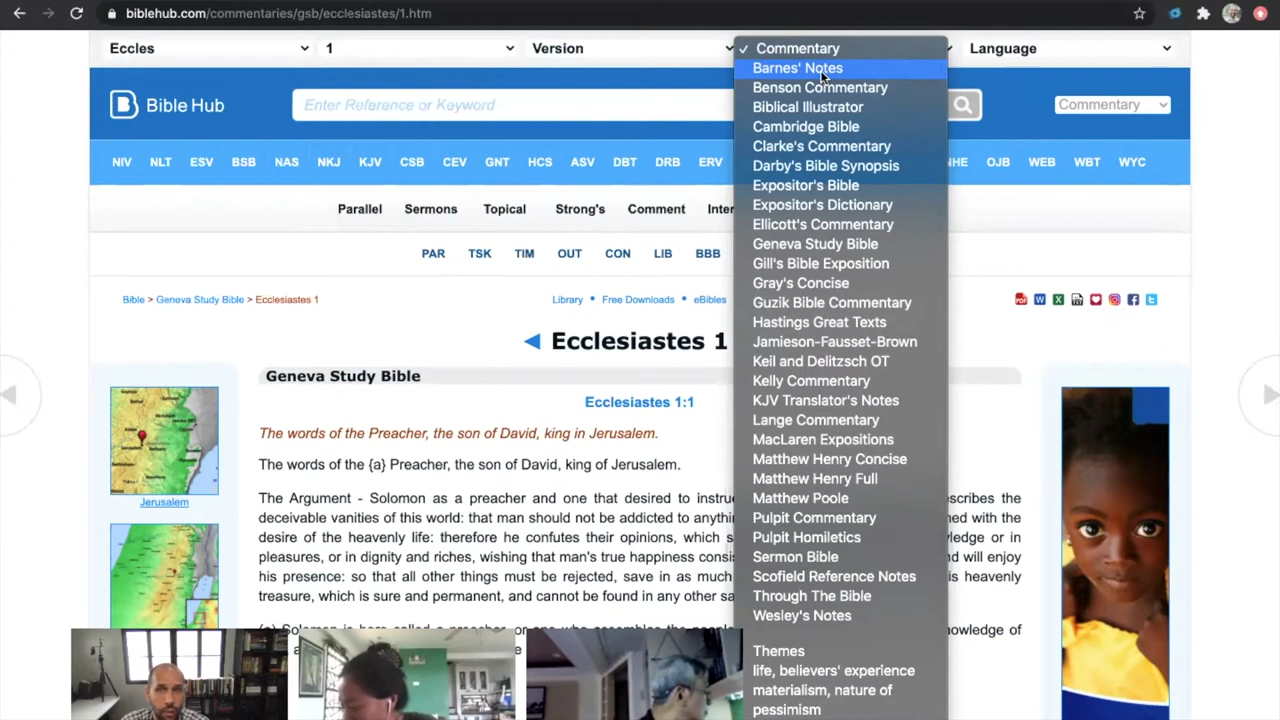 biblehub.com/commentaries/gsb/ecclesiastes/1.htm
Eccles 1 Version ✓ Commentary Language
Barnes' Notes
Benson Commentary
Biblical Illustrator
Cambridge Bible
Clarke's Commentary
Darby's Bible Synopsis
Expositor's Bible
Expositor's Dictionary
Ellicott's Commentary
Geneva Study Bible
Gill's Bible Exposition
Gray's Concise
Guzik Bible Commentary
Hastings Great Texts
Jamieson-Fausset-Brown
Keil and Delitzsch OT
Kelly Commentary
KJV Translator's Notes
Lange Commentary
MacLaren Expositions
Matthew Henry Concise
Matthew Henry Full
Matthew Poole
Pulpit Commentary
Pulpit Homiletics
Sermon Bible
Scofield Reference Notes
Through The Bible
Wesley's Notes
Themes
life, believers' experience
materialism, nature of
pessimism
Bible Hub Enter Reference or Keyword Commentary
NIV NLT ESV BSB NAS NKJ KJV CSB CEV GNT HCS ASV DBT DRB ERV NHE OJB WEB WBT WYC
Parallel Sermons Topical Strong's Comment Inter
PAR TSK TIM OUT CON LIB BBB
Bible > Geneva Study Bible > Ecclesiastes 1 Library • Free Downloads • eBibles
Ecclesiastes 1
Geneva Study Bible
Ecclesiastes 1:1
The words of the Preacher, the son of David, king in Jerusalem.
The words of the {a} Preacher, the son of David, king of Jerusalem.
The Argument - Solomon as a preacher and one that desired to instru escribes the
deceivable vanities of this world: that man should not be addicted to anythin ned with the
desire of the heavenly life: therefore he confutes their opinions, which s ledge or in
pleasures, or in dignity and riches, wishing that man's true happiness consis nd will enjoy
his presence: so that all other things must be rejected, save in as much is heavenly
treasure, which is sure and permanent, and cannot be found in any other sa
nowledge of
Jerusalem